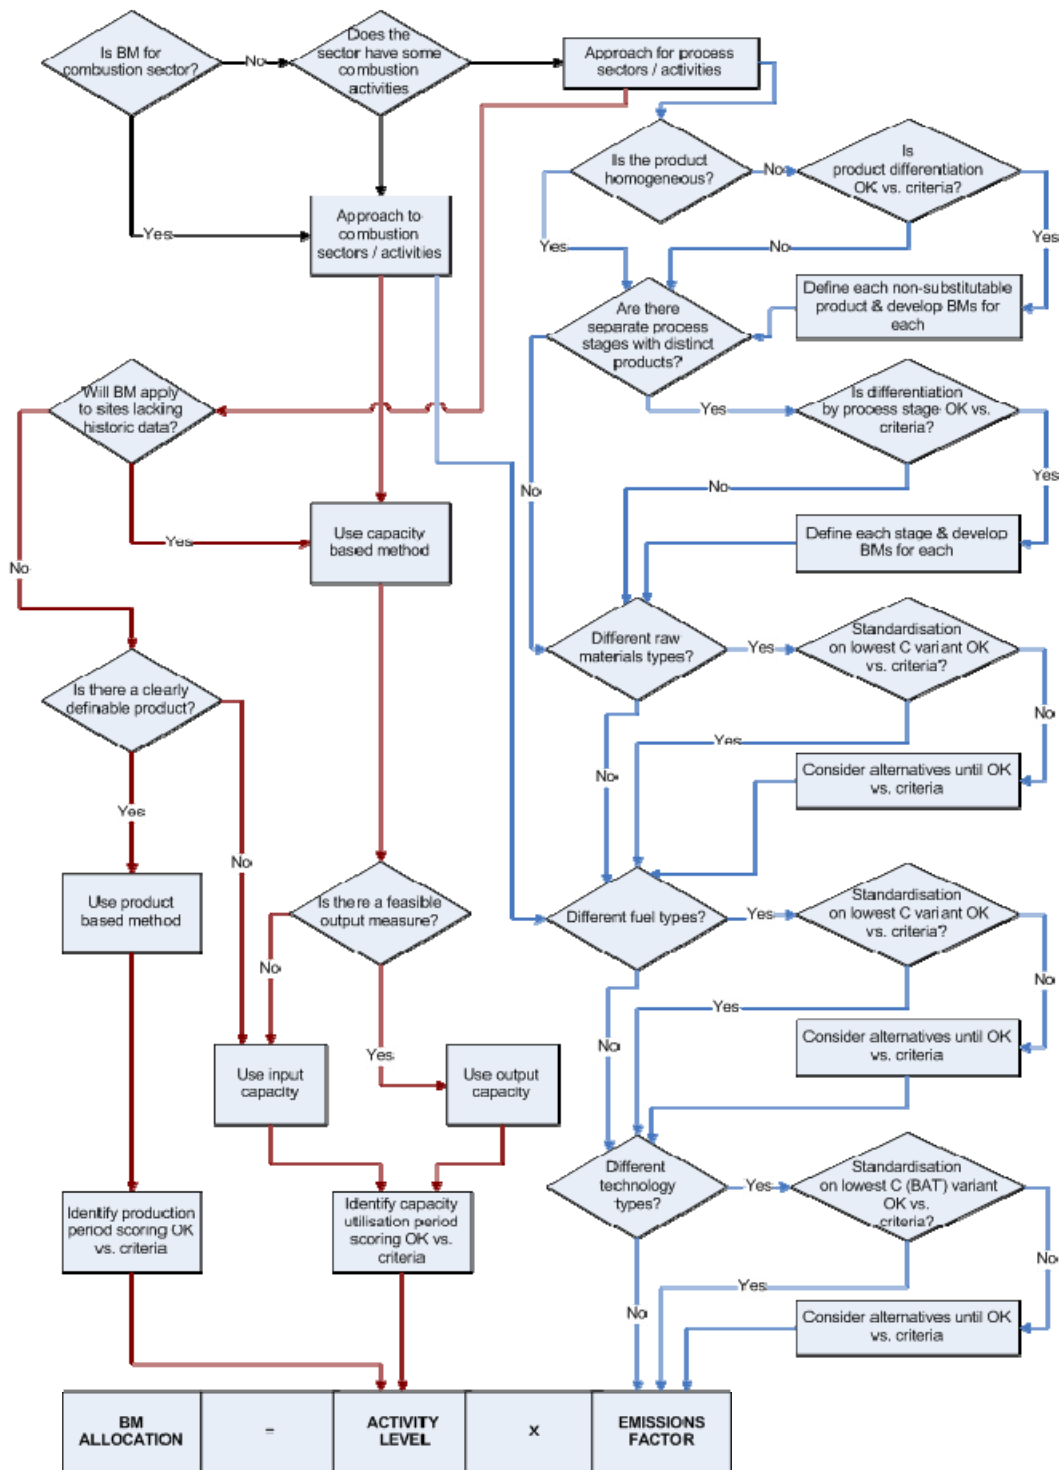 Is BM for
combustion sector?
No
Does the
sector have some
combustion
activities
Approach for process
sectors / activities
Is the product
homogeneous?
No
Is
product differentiation
OK vs. criteria?
Yes
Approach to
combustion
sectors / activities
Yes
No
Yes
Define each non-substitutable
product & develop BMs for
each
Are there
separate process
stages with distinct
products?
Will BM apply
to sites lacking
historic data?
Yes
Is differentiation
by process stage OK vs.
criteria?
No
No
Yes
Use capacity
based method
Yes
Define each stage & develop
BMs for each
No
Different raw
materials types?
Yes
Standardisation
on lowest C variant OK
vs. criteria?
Is there a clearly
definable product?
No
Yes
No
Consider alternatives until OK
vs. criteria
Yes
No
Use product
based method
Is there a feasible
output measure?
Different fuel types?
Yes
Standardisation
on lowest C variant OK
vs. criteria?
No
No
Yes
No
Consider alternatives until OK
vs. criteria
Yes
Use input
capacity
Use output
capacity
Different
technology
types?
Yes
Standardisation
on lowest C (BAT) variant
OK vs.
criteria?
Identify production
period scoring OK
vs. criteria
Identify capacity
utilisation period
scoring OK vs.
criteria
No
Yes
No
Consider alternatives until OK
vs. criteria
BM
ALLOCATION
=
ACTIVITY
LEVEL
x
EMISSIONS
FACTOR